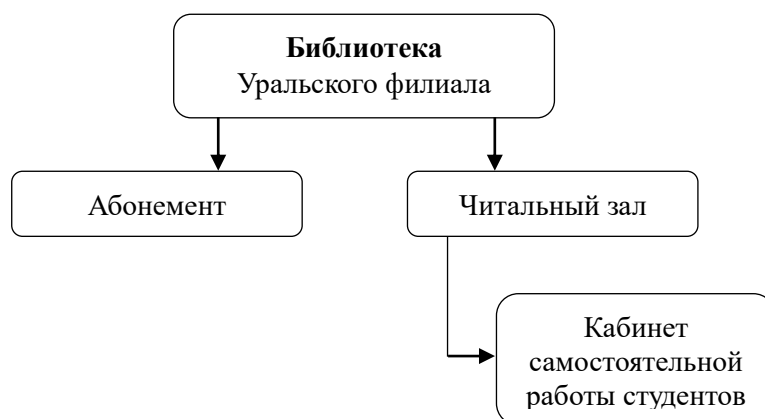 Библиотека
Уральского филиала
Абонемент
Читальный зал
Кабинет
самостоятельной
работы студентов